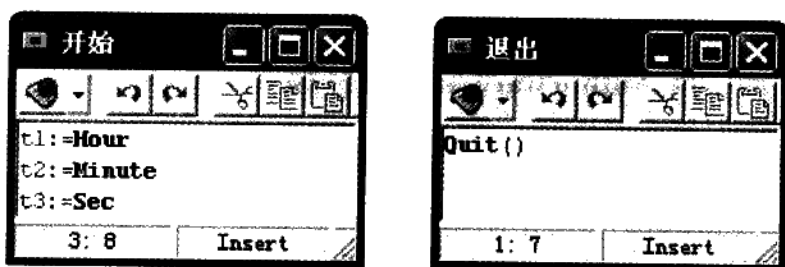 开始
t1:=Hour
t2:=Minute
t3:=Sec
3: 8 Insert
退出
Quit()
1: 7 Insert